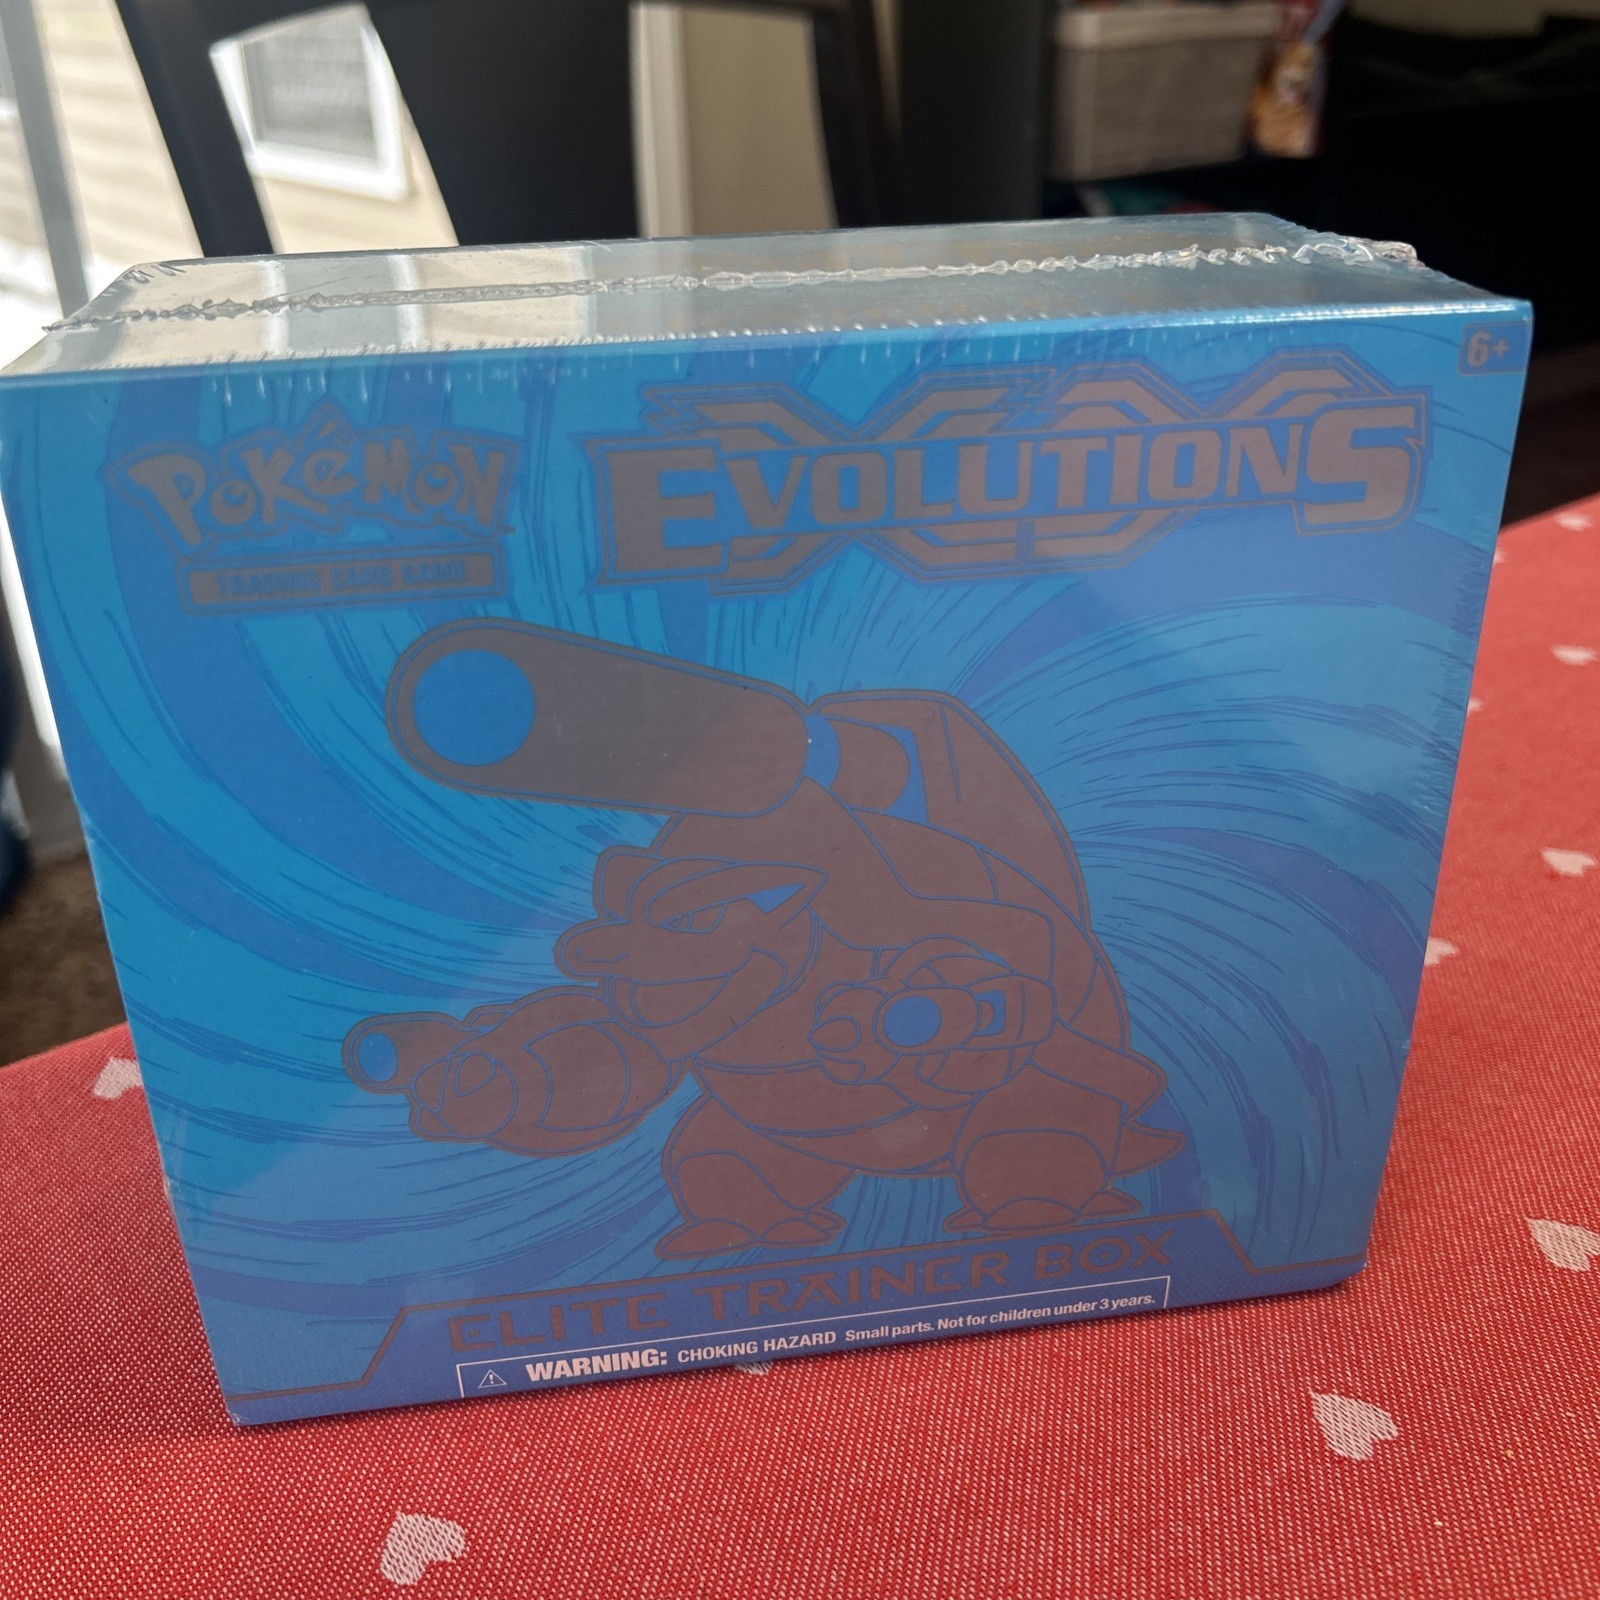 6+
POKéMON
TRADING CARD GAME
XY
EVOLUTIONS
ELITE TRAINER BOX
WARNING: CHOKING HAZARD Small parts. Not for children under 3 years.